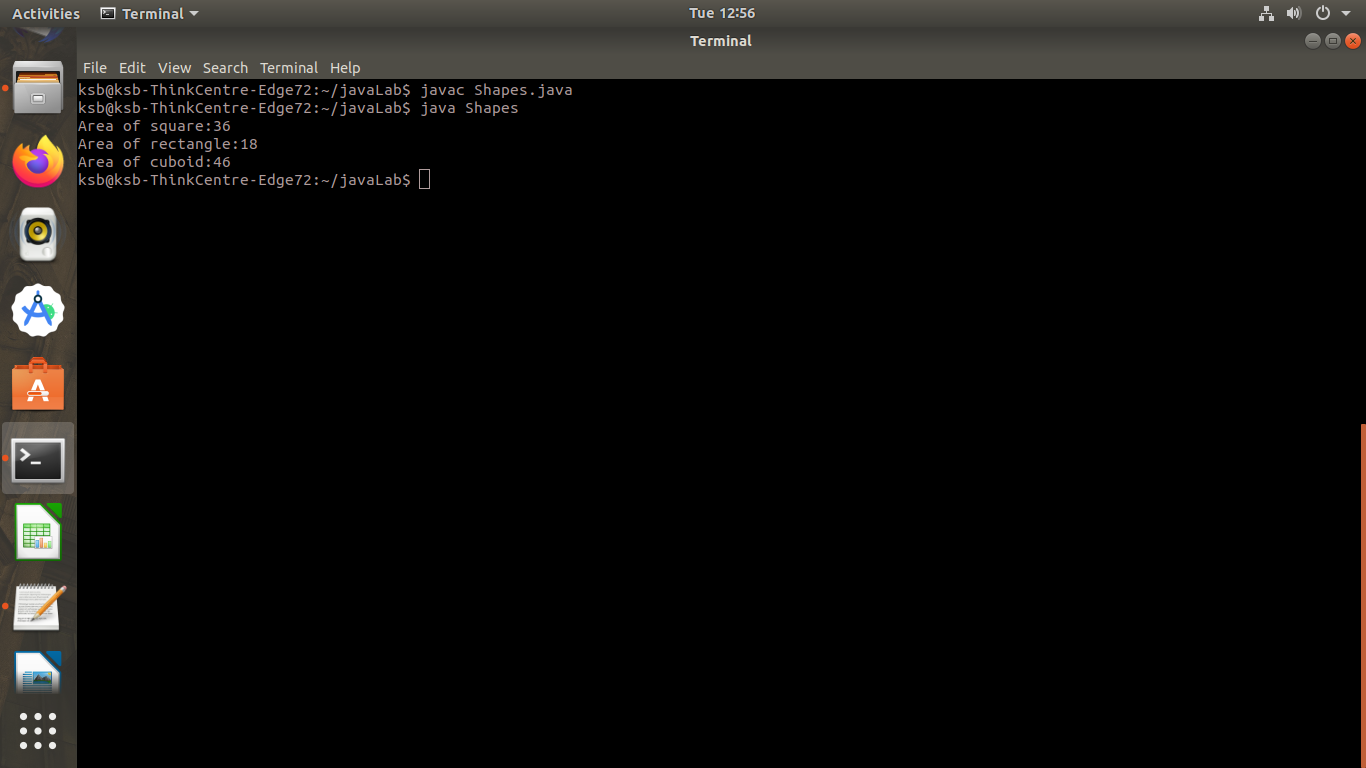 Activities Terminal Tue 12:56
Terminal
File Edit View Search Terminal Help
ksb@ksb-ThinkCentre-Edge72:~/javaLab$ javac Shapes.java
ksb@ksb-ThinkCentre-Edge72:~/javaLab$ java Shapes
Area of square:36
Area of rectangle:18
Area of cuboid:46
ksb@ksb-ThinkCentre-Edge72:~/javaLab$